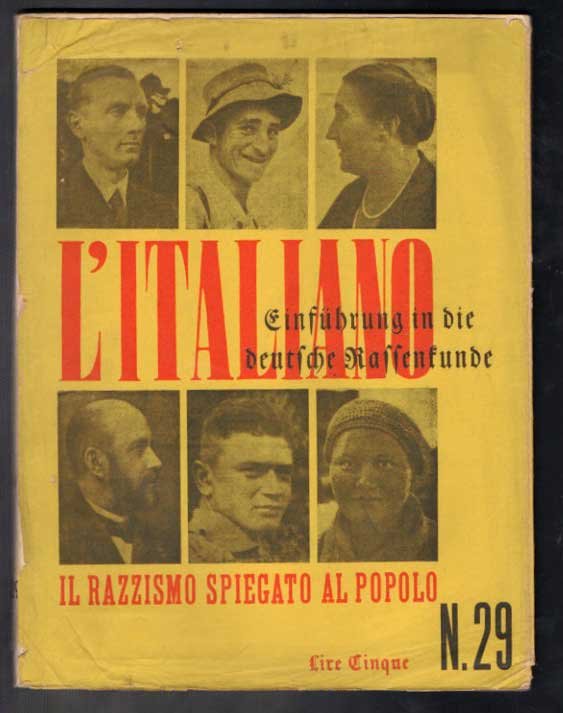 L'ITALIANO
Einführung in die
deutsche Rassenkunde
IL RAZZISMO SPIEGATO AL POPOLO
Lire Cinque
N.29